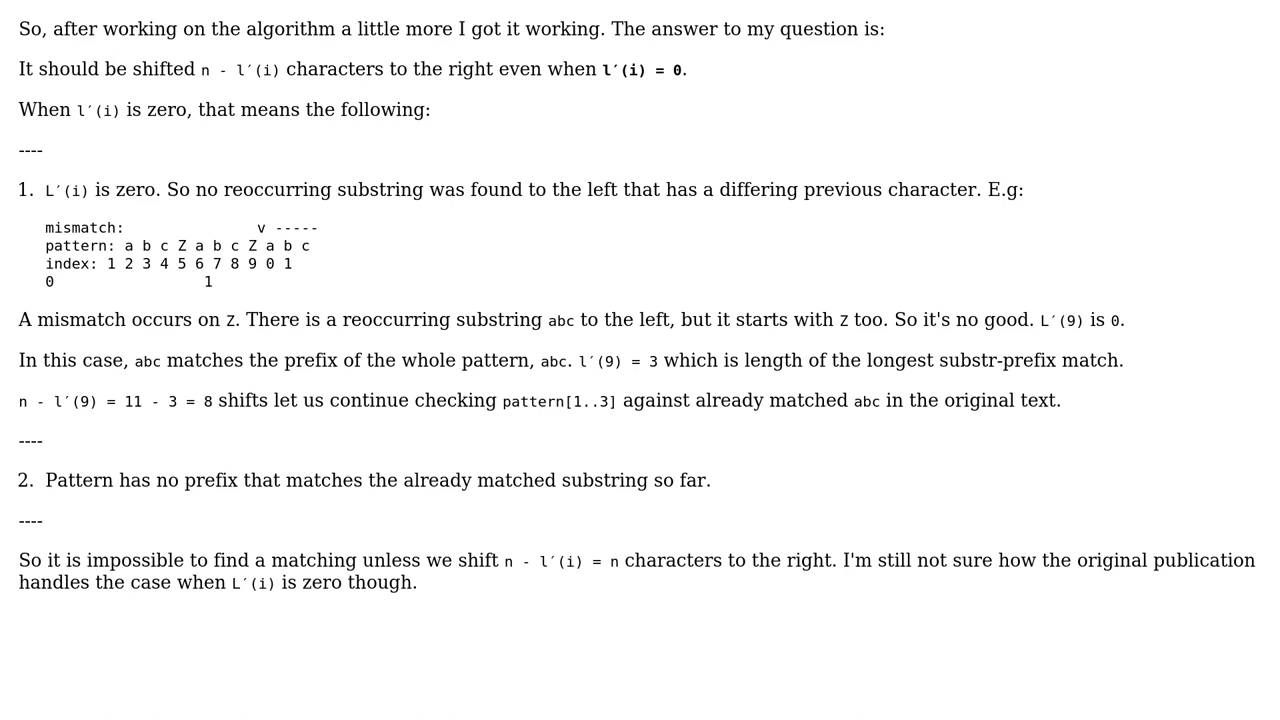 So, after working on the algorithm a little more I got it working. The answer to my question is:
It should be shifted n - l′(i) characters to the right even when l′(i) = 0.
When l′(i) is zero, that means the following:
----
1. L′(i) is zero. So no reoccurring substring was found to the left that has a differing previous character. E.g:
mismatch:               v -----
pattern: a b c Z a b c Z a b c
index: 1 2 3 4 5 6 7 8 9 0 1
0                 1
A mismatch occurs on Z. There is a reoccurring substring abc to the left, but it starts with Z too. So it's no good. L′(9) is 0.
In this case, abc matches the prefix of the whole pattern, abc. l′(9) = 3 which is length of the longest substr-prefix match.
n - l′(9) = 11 - 3 = 8 shifts let us continue checking pattern[1..3] against already matched abc in the original text.
----
2. Pattern has no prefix that matches the already matched substring so far.
----
So it is impossible to find a matching unless we shift n - l′(i) = n characters to the right. I'm still not sure how the original publication
handles the case when L′(i) is zero though.